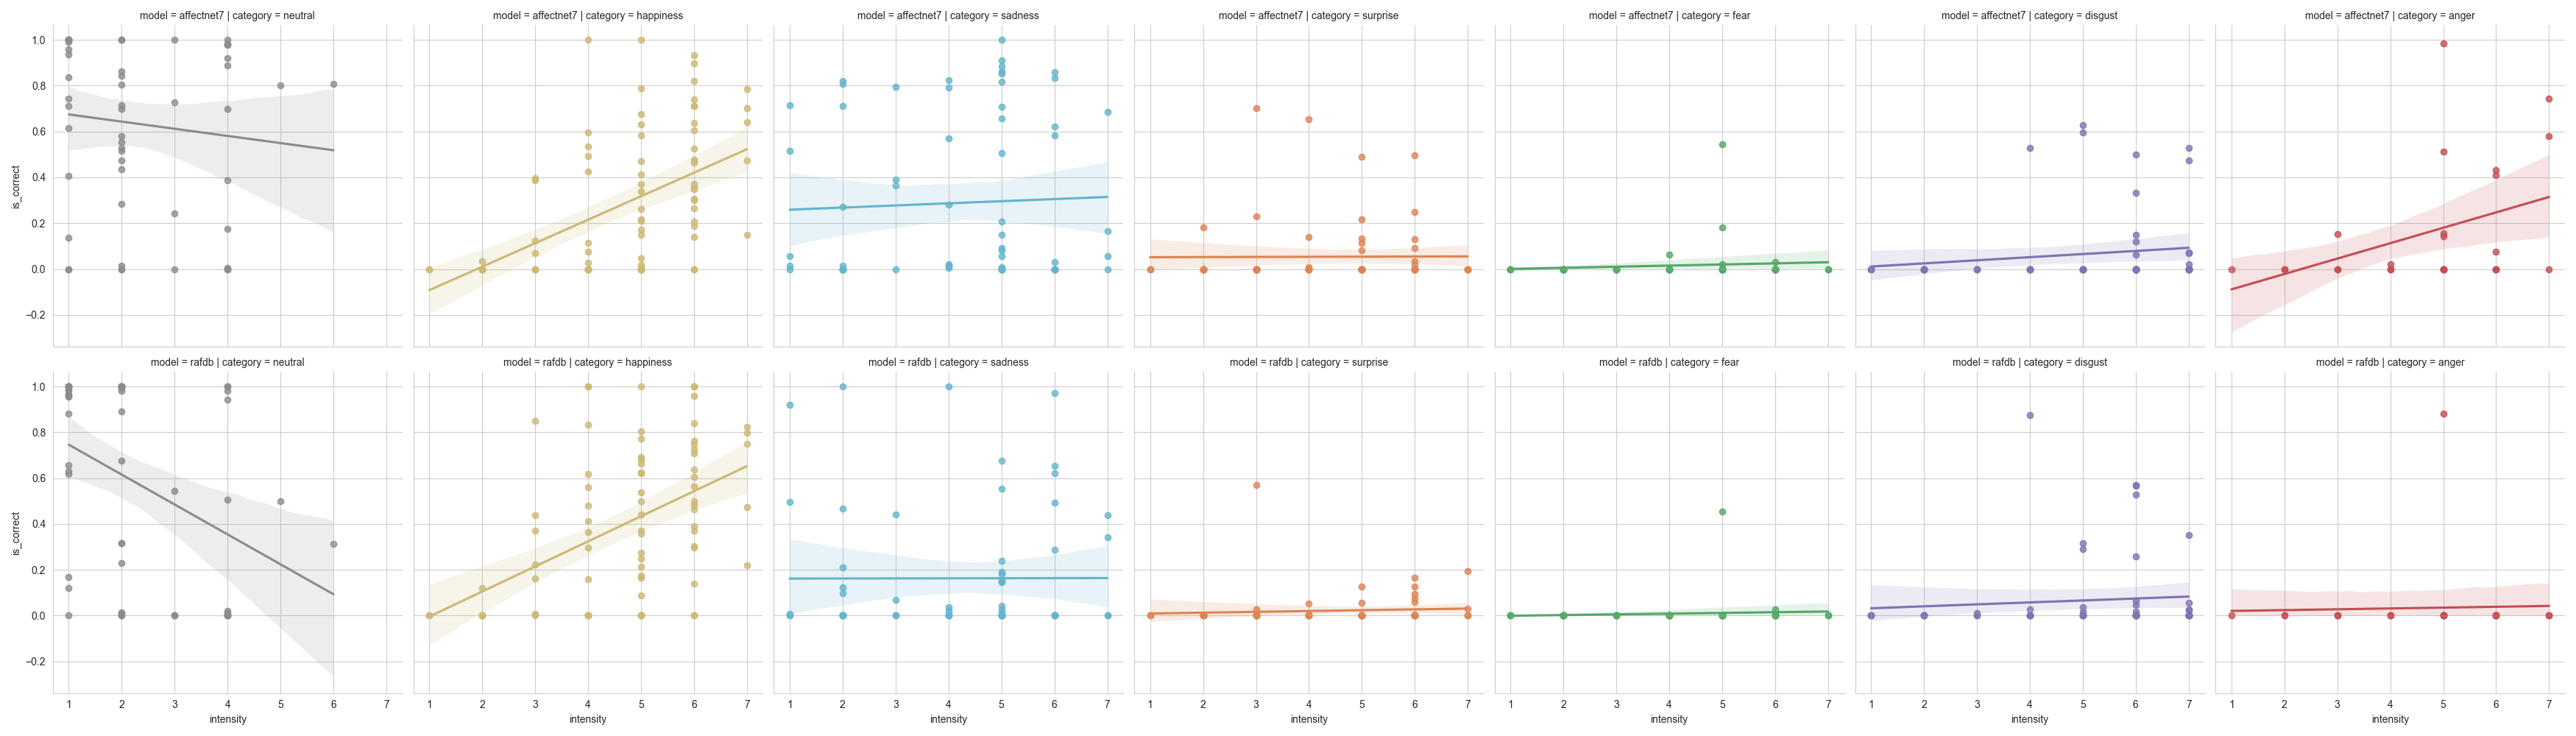 model = affectnet7 | category = neutral
model = affectnet7 | category = happiness
model = affectnet7 | category = sadness
model = affectnet7 | category = surprise
model = affectnet7 | category = fear
model = affectnet7 | category = disgust
model = affectnet7 | category = anger
1.0
0.8
0.6
0.4
0.2
0.0
−0.2
is_correct
model = rafdb | category = neutral
model = rafdb | category = happiness
model = rafdb | category = sadness
model = rafdb | category = surprise
model = rafdb | category = fear
model = rafdb | category = disgust
model = rafdb | category = anger
1.0
0.8
0.6
0.4
0.2
0.0
−0.2
is_correct
1 2 3 4 5 6 7
1 2 3 4 5 6 7
1 2 3 4 5 6 7
1 2 3 4 5 6 7
1 2 3 4 5 6 7
1 2 3 4 5 6 7
1 2 3 4 5 6 7
intensity
intensity
intensity
intensity
intensity
intensity
intensity